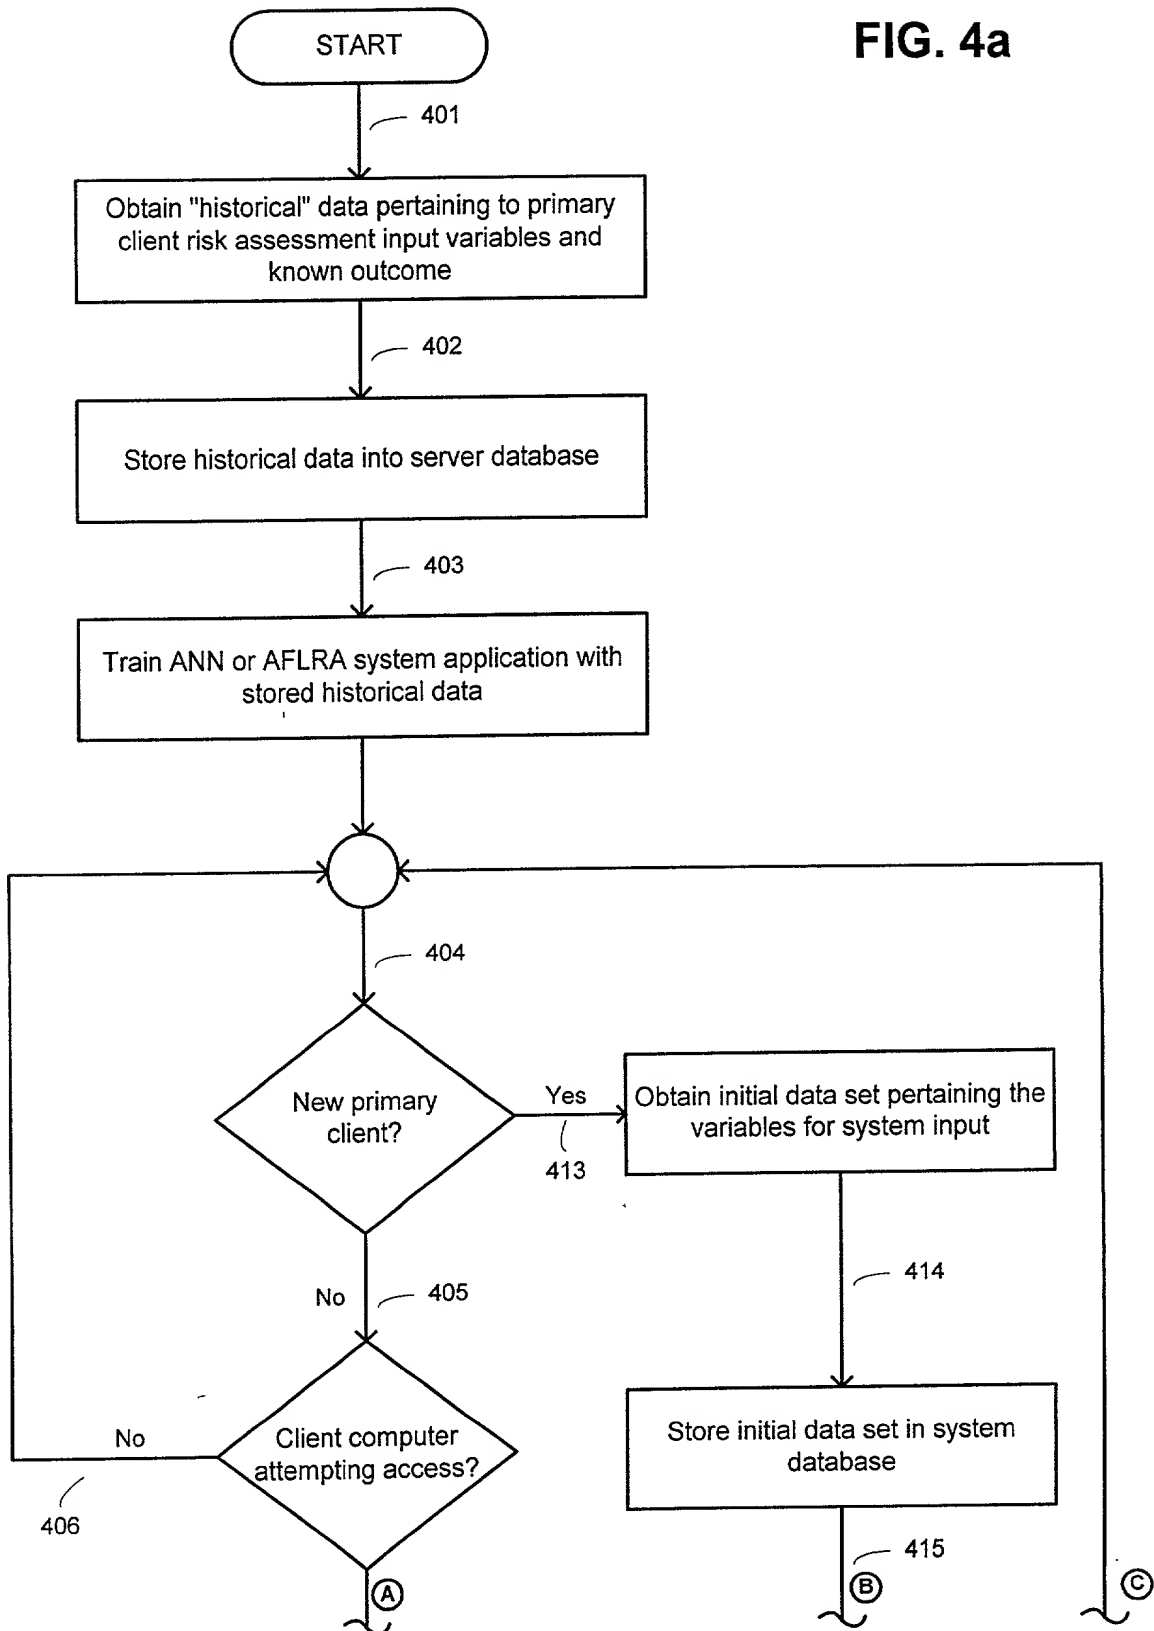 START
FIG. 4a
401
Obtain "historical" data pertaining to primary
client risk assessment input variables and
known outcome
402
Store historical data into server database
403
Train ANN or AFLRA system application with
stored historical data
404
New primary
client?
Yes
413
Obtain initial data set pertaining the
variables for system input
No
405
414
Client computer
attempting access?
No
406
Store initial data set in system
database
415
A
B
C